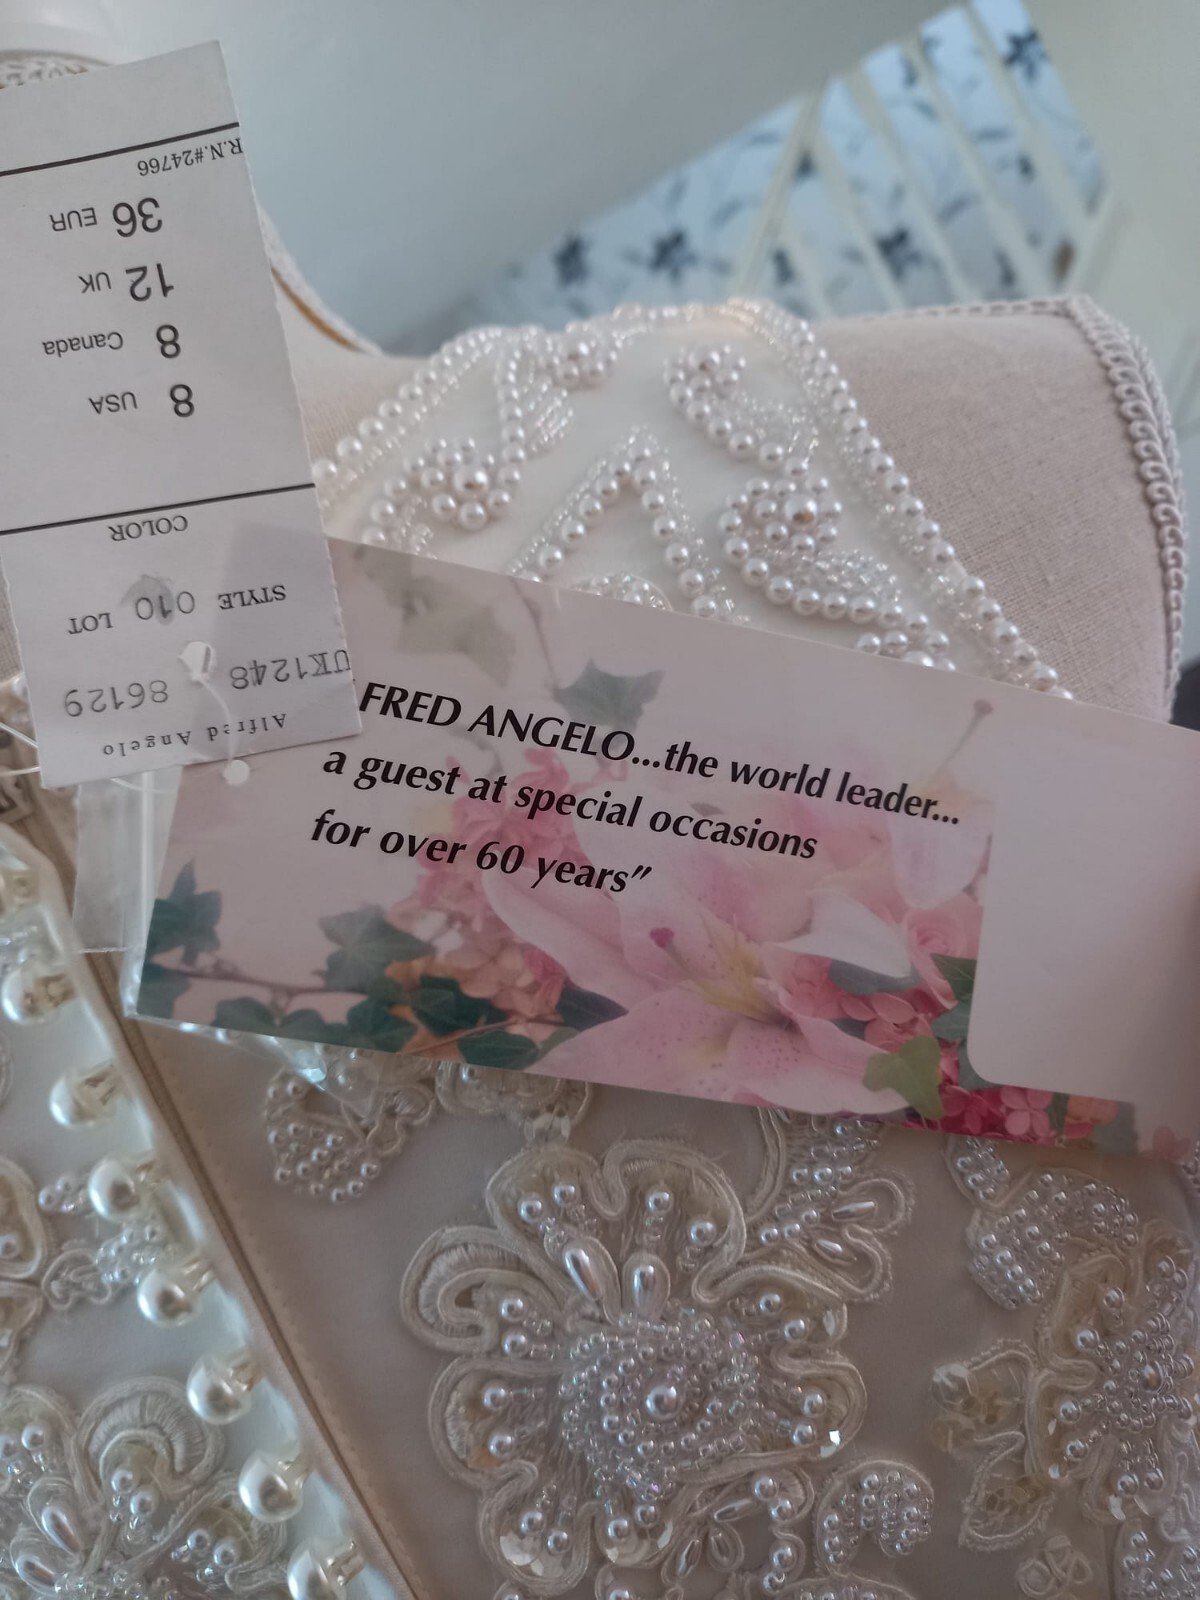 Alfred Angelo
UK1248 86129
STYLE 010 LOT
COLOR
8 USA
8 Canada
12 UK
36 EUR
R.N.#24766
FRED ANGELO...the world leader...
a guest at special occasions
for over 60 years”